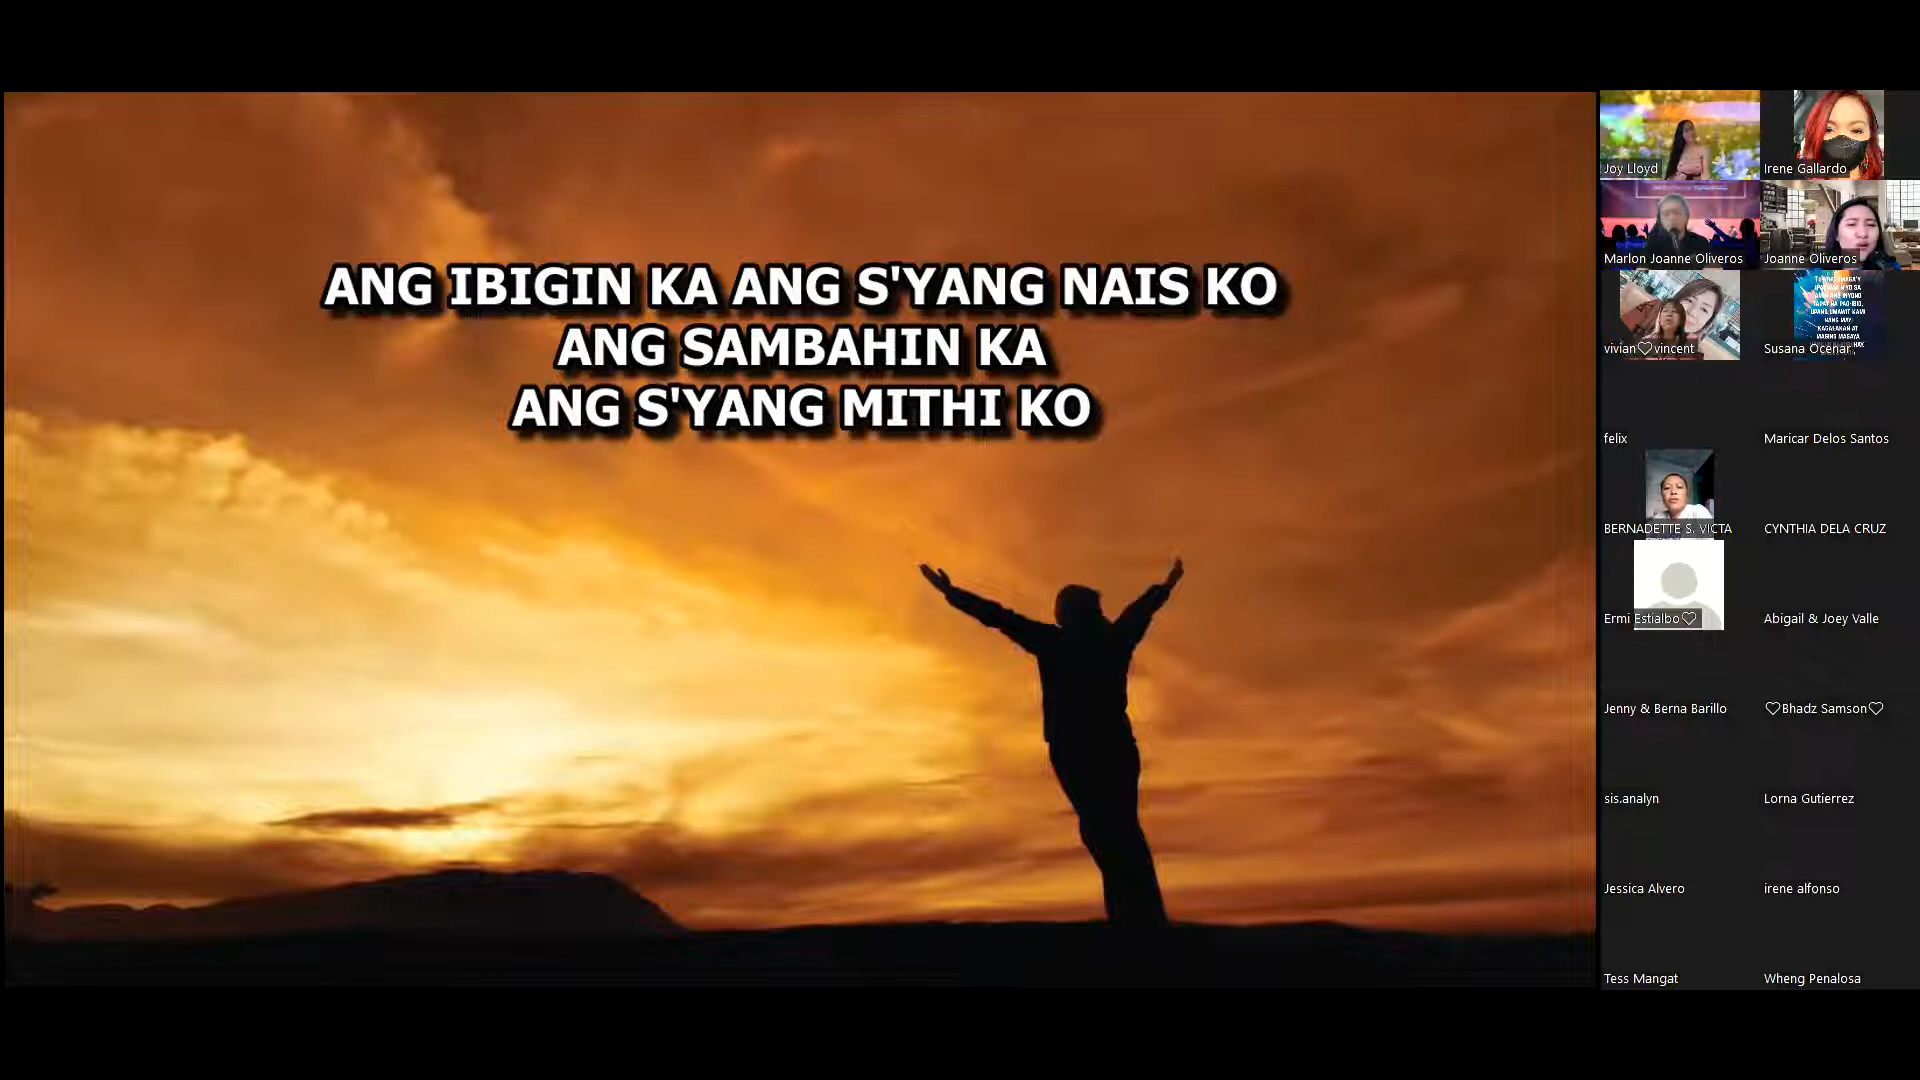 ANG IBIGIN KA ANG S'YANG NAIS KO
ANG SAMBAHIN KA
ANG S'YANG MITHI KO
Joy Lloyd
Irene Gallardo
Marlon Joanne Oliveros
Joanne Oliveros
vivian♡vincent
Susana Ocenar
felix
Maricar Delos Santos
BERNADETTE S. VICTA
CYNTHIA DELA CRUZ
Ermi Estialbo♡
Abigail & Joey Valle
Jenny & Berna Barillo
♡Bhadz Samson♡
sis.analyn
Lorna Gutierrez
Jessica Alvero
irene alfonso
Tess Mangat
Wheng Penalosa